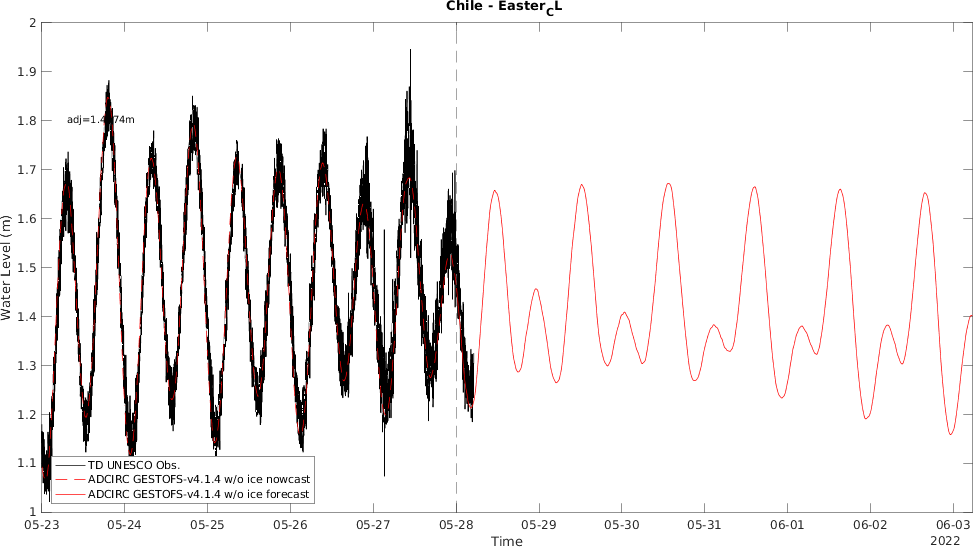 Chile - EasterCL
2
1.9
1.8
1.7
1.6
1.5
1.4
1.3
1.2
1.1
1
Water Level (m)
TD UNESCO Obs.
ADCIRC GESTOFS-v4.1.4 w/o ice nowcast
ADCIRC GESTOFS-v4.1.4 w/o ice forecast
05-23 05-24 05-25 05-26 05-27 05-28 05-29 05-30 05-31 06-01 06-02 06-03
Time
2022